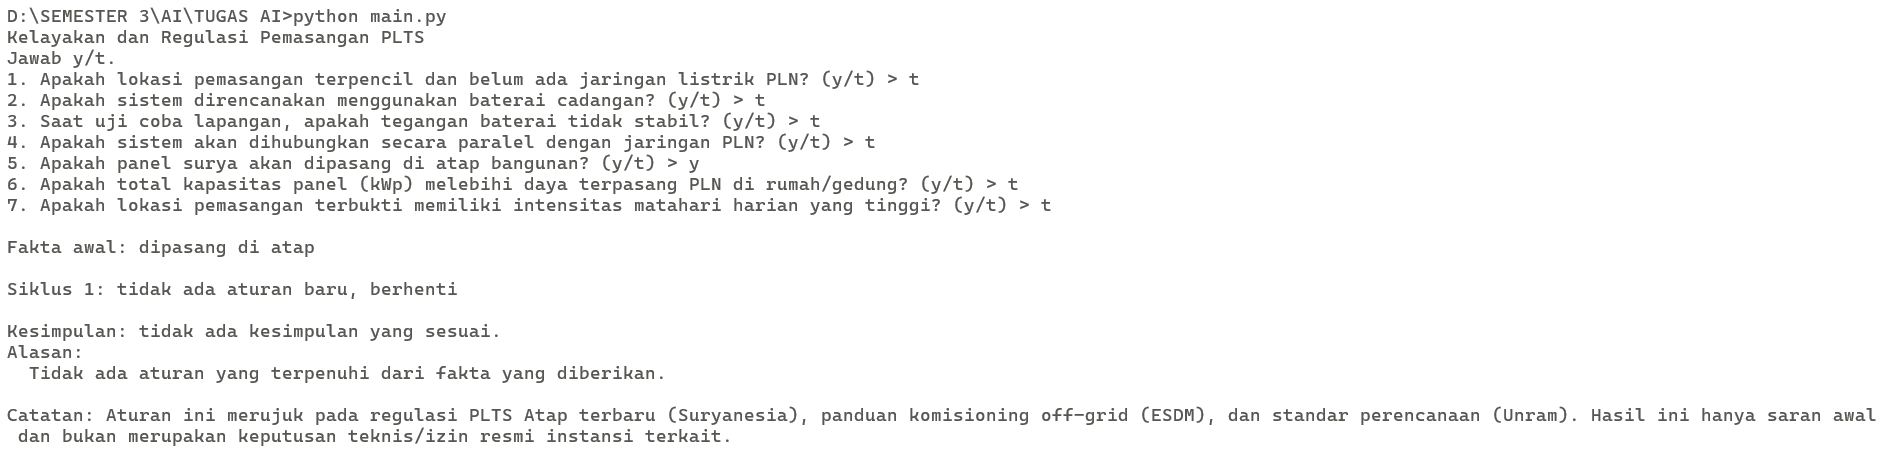 D:\SEMESTER 3\AI\TUGAS AI>python main.py
Kelayakan dan Regulasi Pemasangan PLTS
Jawab y/t.
1. Apakah lokasi pemasangan terpencil dan belum ada jaringan listrik PLN? (y/t) > t
2. Apakah sistem direncanakan menggunakan baterai cadangan? (y/t) > t
3. Saat uji coba lapangan, apakah tegangan baterai tidak stabil? (y/t) > t
4. Apakah sistem akan dihubungkan secara paralel dengan jaringan PLN? (y/t) > t
5. Apakah panel surya akan dipasang di atap bangunan? (y/t) > y
6. Apakah total kapasitas panel (kWp) melebihi daya terpasang PLN di rumah/gedung? (y/t) > t
7. Apakah lokasi pemasangan terbukti memiliki intensitas matahari harian yang tinggi? (y/t) > t

Fakta awal: dipasang di atap

Siklus 1: tidak ada aturan baru, berhenti

Kesimpulan: tidak ada kesimpulan yang sesuai.
Alasan:
  Tidak ada aturan yang terpenuhi dari fakta yang diberikan.

Catatan: Aturan ini merujuk pada regulasi PLTS Atap terbaru (Suryanesia), panduan komisioning off-grid (ESDM), dan standar perencanaan (Unram). Hasil ini hanya saran awal
 dan bukan merupakan keputusan teknis/izin resmi instansi terkait.